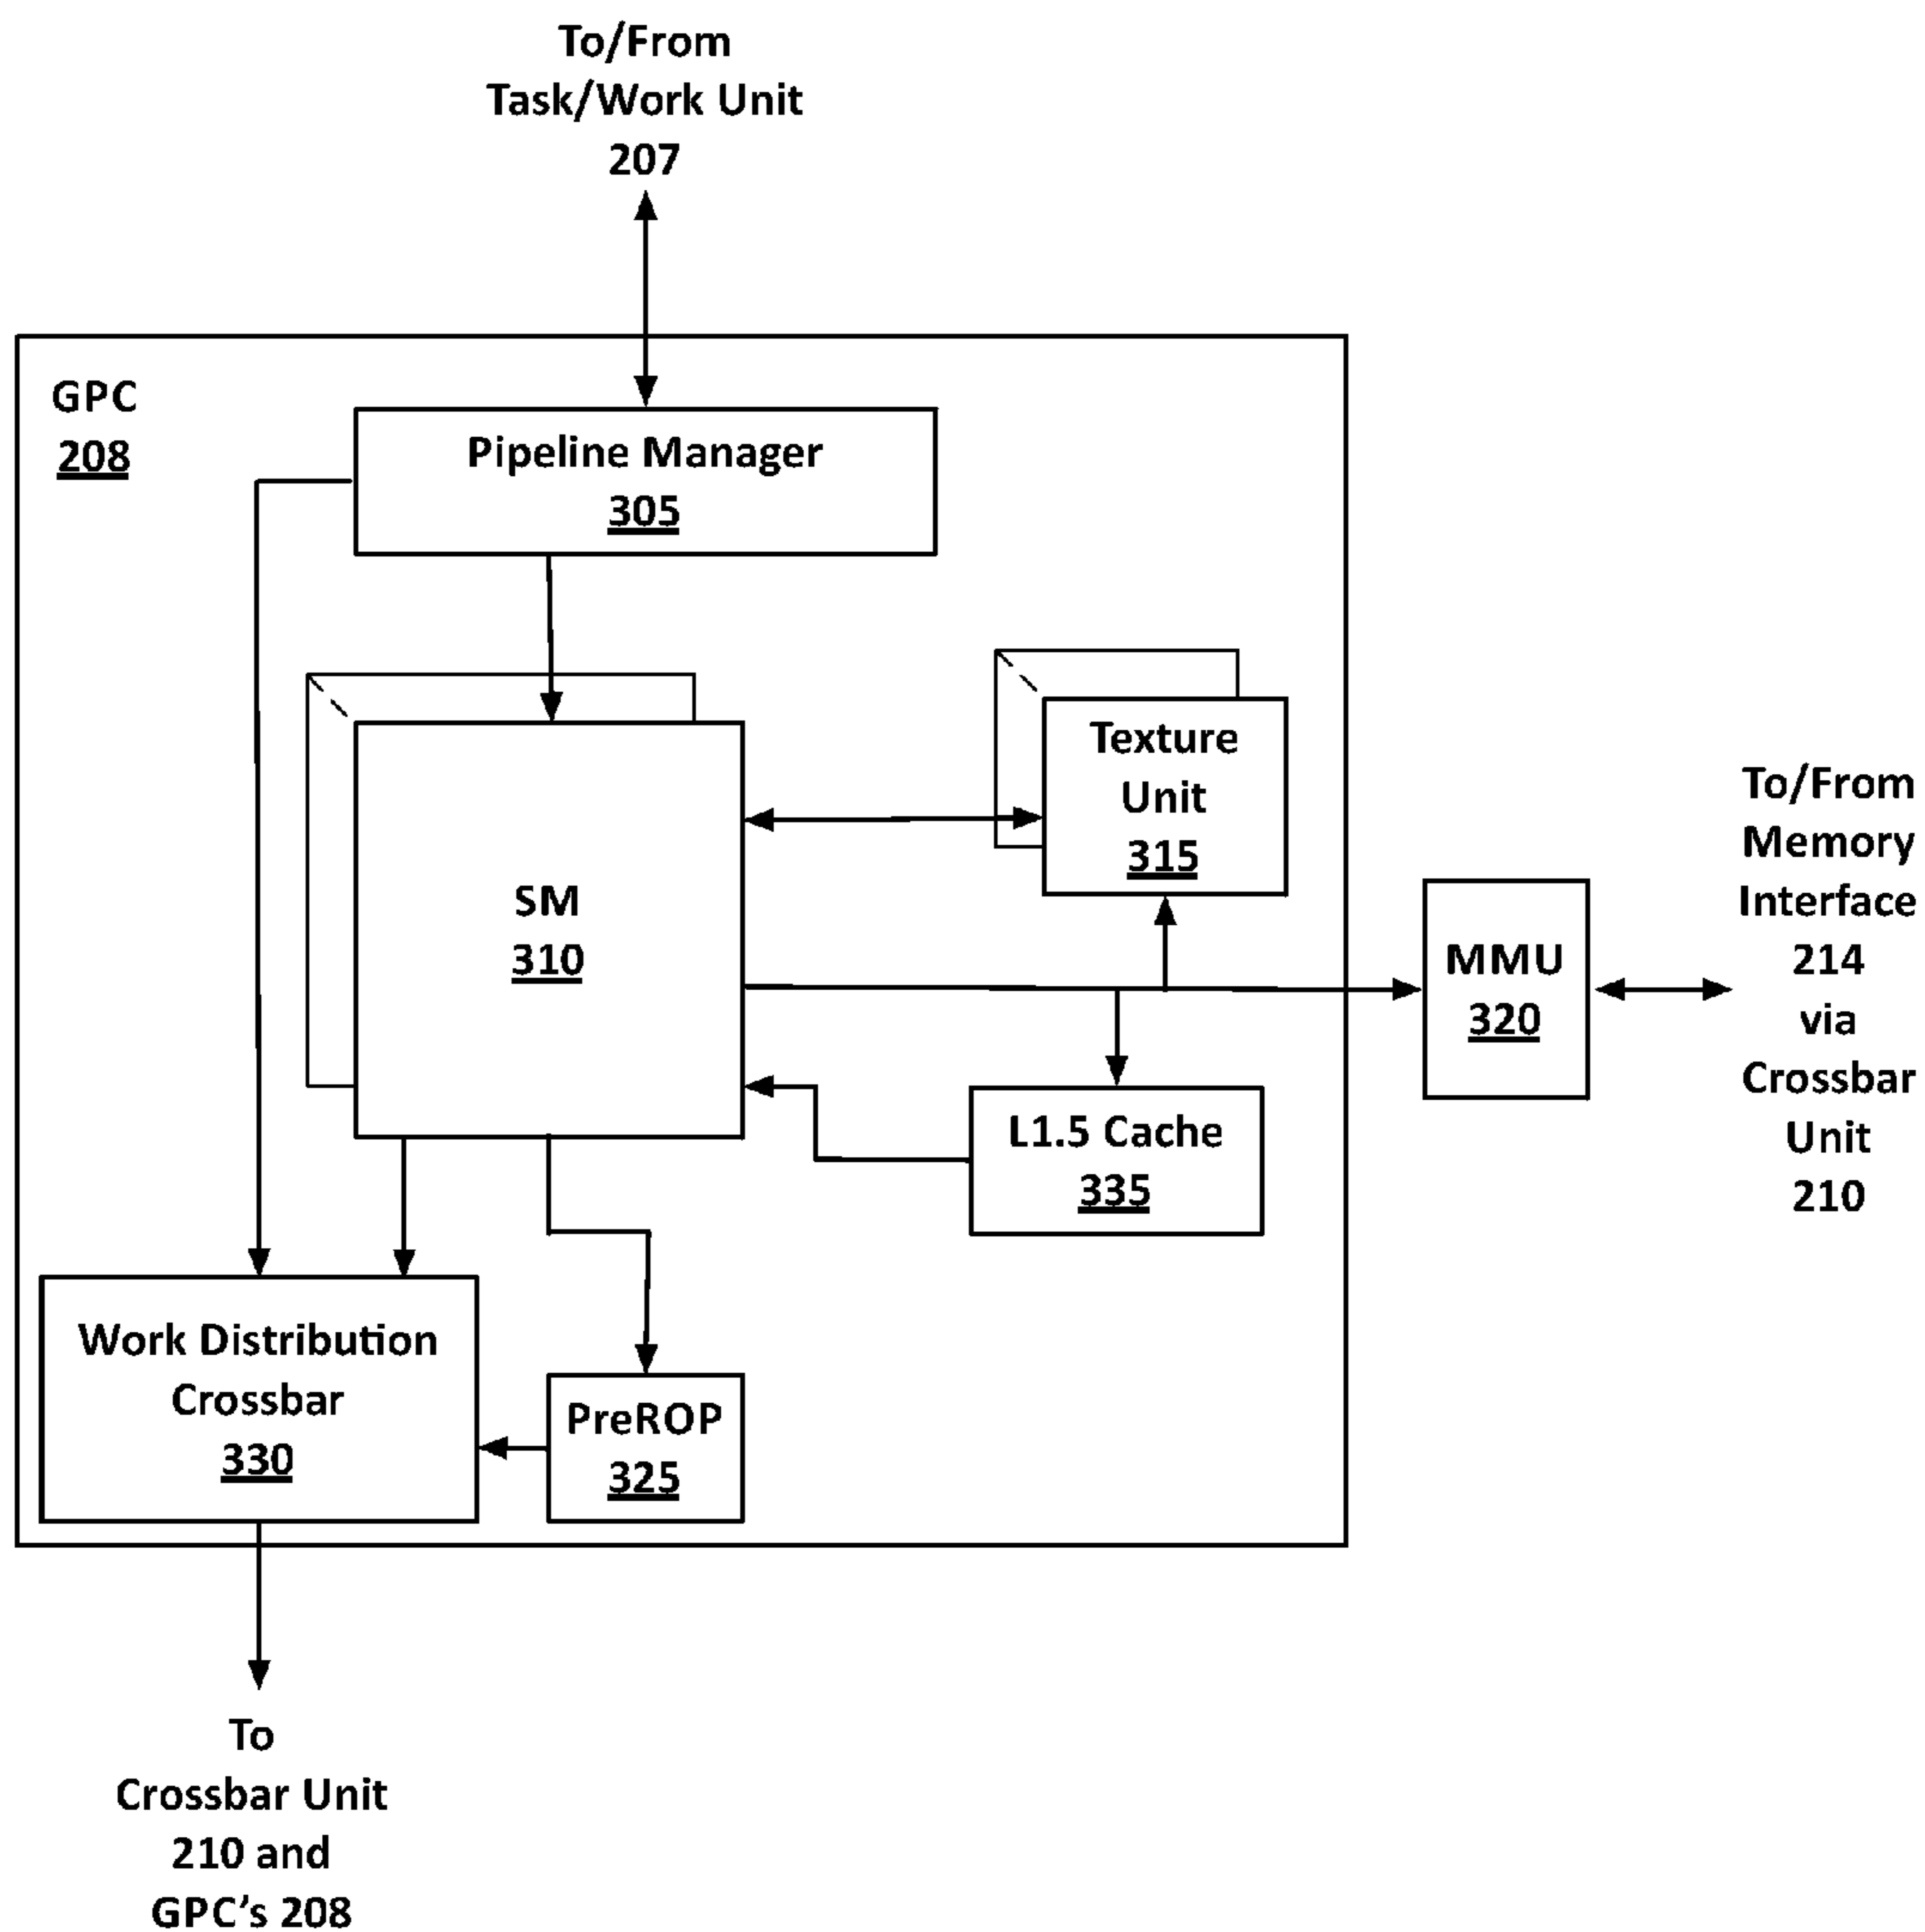 To/From
Task/Work Unit
207
GPC
208
Pipeline Manager
305
Texture
Unit
315
SM
310
MMU
320
To/From
Memory
Interface
214
via
Crossbar
Unit
210
L1.5 Cache
335
Work Distribution
Crossbar
330
PreROP
325
To
Crossbar Unit
210 and
GPC’s 208